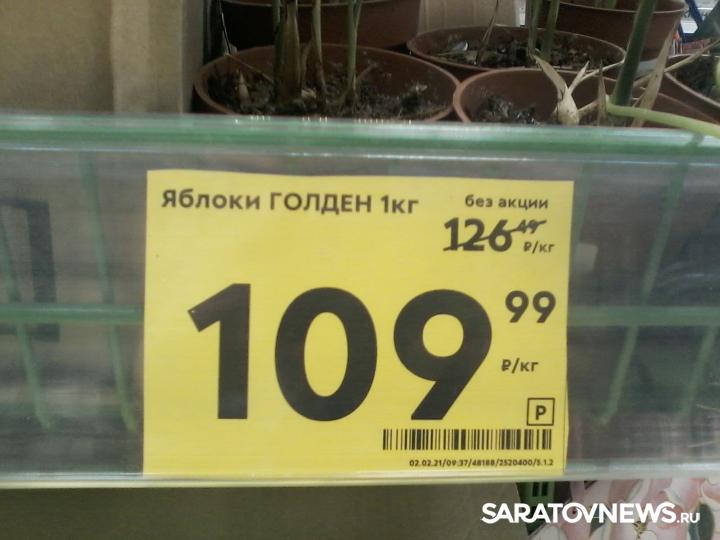 Яблоки ГОЛДЕН 1кг
без акции
126 49
₽/кг
109 99
₽/кг
P
02.02.21/09:37/48188/2520400/5.1.2
SARATOVNEWS.RU